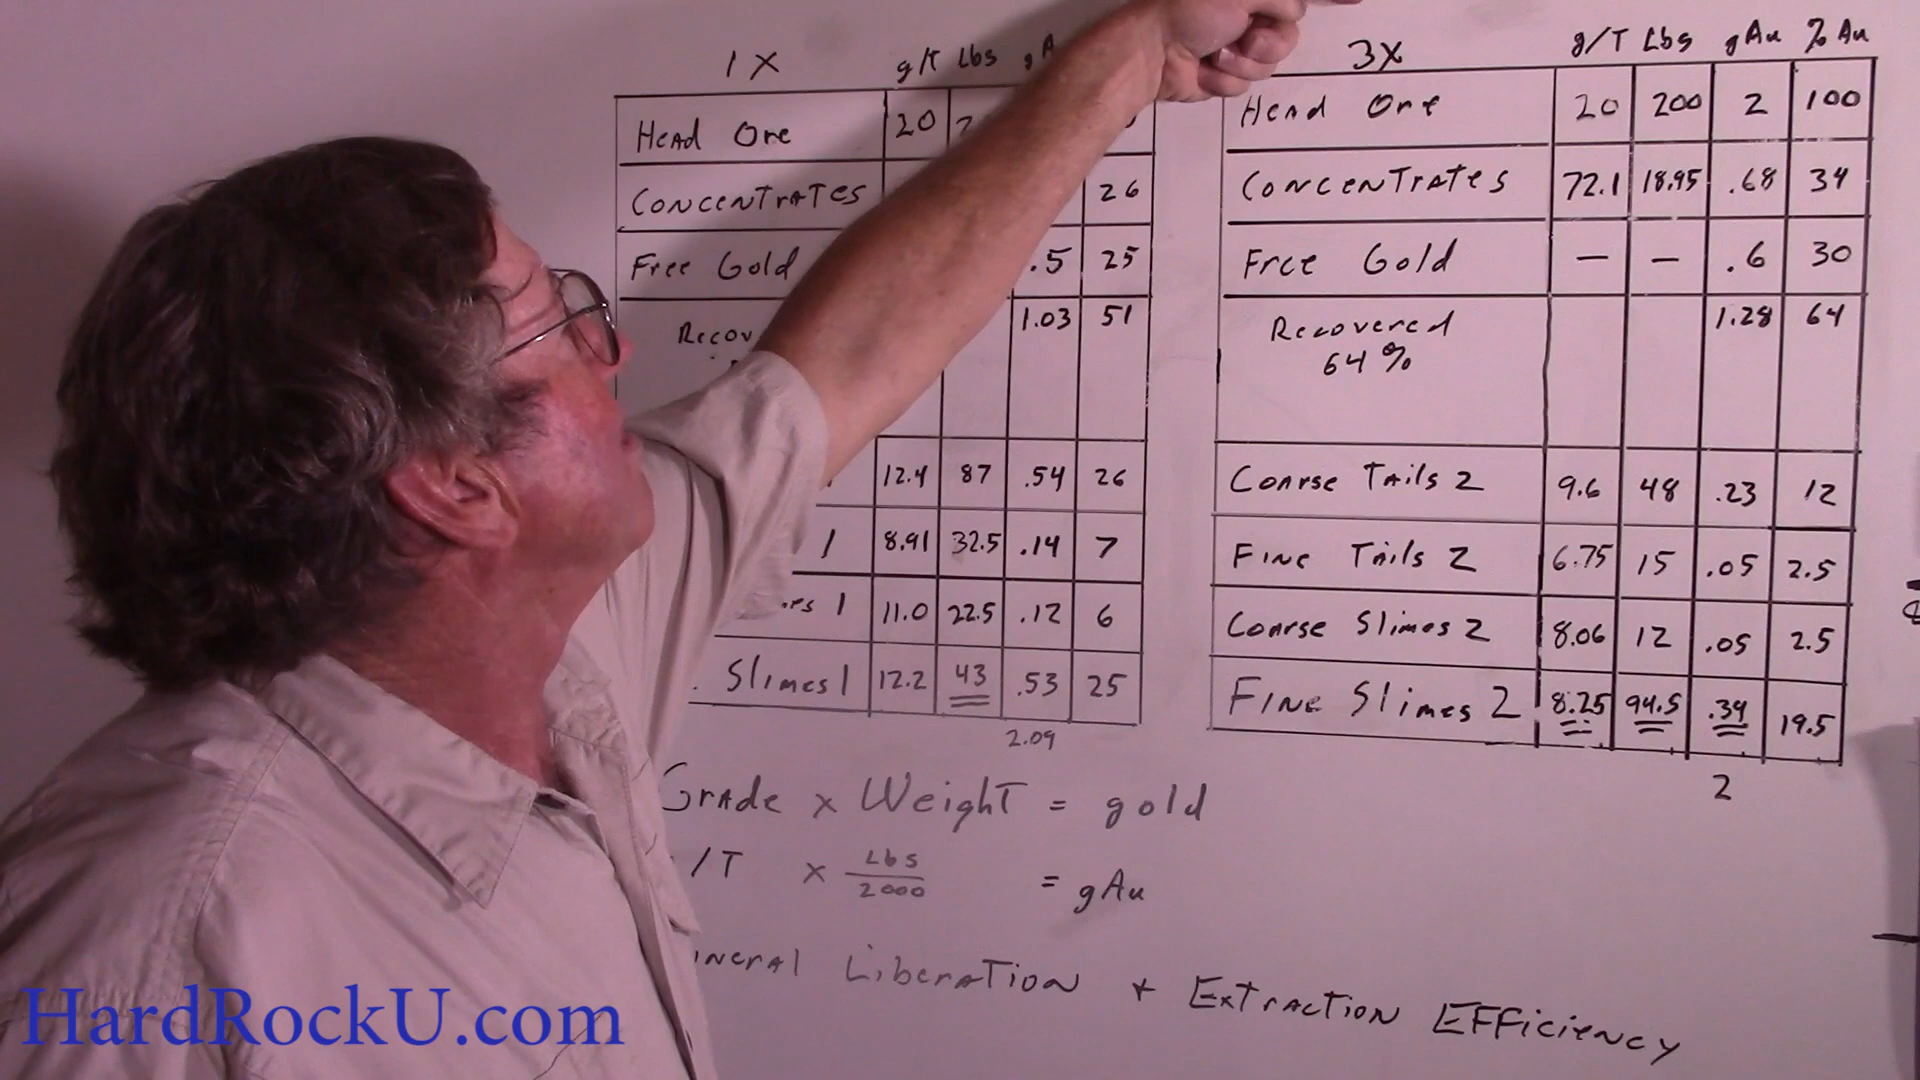 1X g/T Lbs
Head Ore 20
Concentrates 26
Free Gold .5 25
1.03 51
12.4 87 .54 26
1 8.91 32.5 .14 7
1 11.0 22.5 .12 6
Slimes 1 12.2 43 .53 25
2.09
3X g/T Lbs gAu % Au
Head Ore 20 200 2 100
Concentrates 72.1 18.95 .68 34
Free Gold — — .6 30
Recovered 1.28 64
64 %
Coarse Tails 2 9.6 48 .23 12
Fine Tails 2 6.75 15 .05 2.5
Coarse Slimes 2 8.06 12 .05 2.5
Fine Slimes 2 8.25 94.5 .39 19.5
2
Grade x Weight = gold
/T x Lbs/2000 = gAu
Liberation + Extraction Efficiency
HardRockU.com